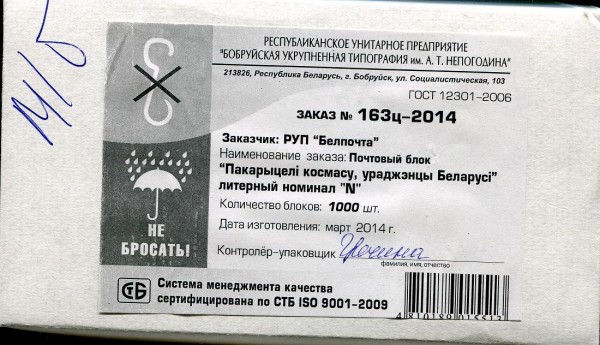 РЕСПУБЛИКАНСКОЕ УНИТАРНОЕ ПРЕДПРИЯТИЕ
"БОБРУЙСКАЯ УКРУПНЕННАЯ ТИПОГРАФИЯ им. А. Т. НЕПОГОДИНА"
213826, Республика Беларусь, г. Бобруйск, ул. Социалистическая, 103
ГОСТ 12301-2006
ЗАКАЗ № 163ц-2014
Заказчик: РУП "Белпочта"
Наименование заказа: Почтовый блок
"Пакарыцелі космасу, ураджэнцы Беларусі"
литерный номинал "N"
Количество блоков: 1000 шт.
Дата изготовления: март 2014 г.
Контролёр-упаковщик
фамилия, имя, отчество
НЕ
БРОСАТЬ!
СТБ
Система менеджмента качества
сертифицирована по СТБ ISO 9001-2009